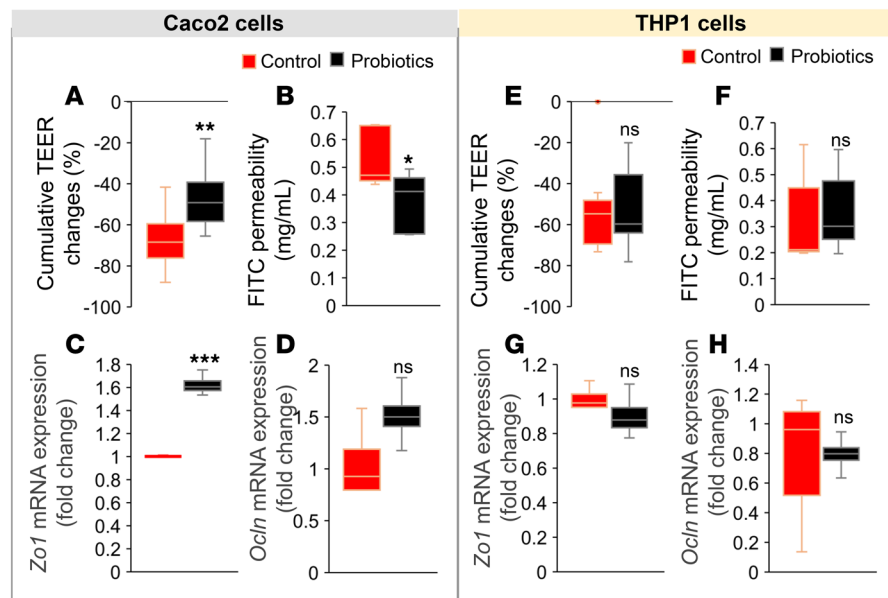 Caco2 cells
THP1 cells
Control Probiotics
Control Probiotics
A
Cumulative TEER
changes (%)
0
-20
-40
-60
-80
-100
**
B
FITC permeability
(mg/mL)
0.7
0.6
0.5
0.4
0.3
0.2
0.1
0
*
E
Cumulative TEER
changes (%)
0
-20
-40
-60
-80
-100
ns
F
FITC permeability
(mg/mL)
0.7
0.6
0.5
0.4
0.3
0.2
0.1
0
ns
C
Zo1 mRNA expression
(fold change)
1.8
1.6
1.4
1.2
1
0.8
0.6
0.4
0.2
0
***
D
Ocln mRNA expression
(fold change)
2
1.5
1
0.5
0
ns
G
Zo1 mRNA expression
(fold change)
1.2
1
0.8
0.6
0.4
0.2
0
ns
H
Ocln mRNA expression
(fold change)
1.4
1.2
1
0.8
0.6
0.4
0.2
0
ns